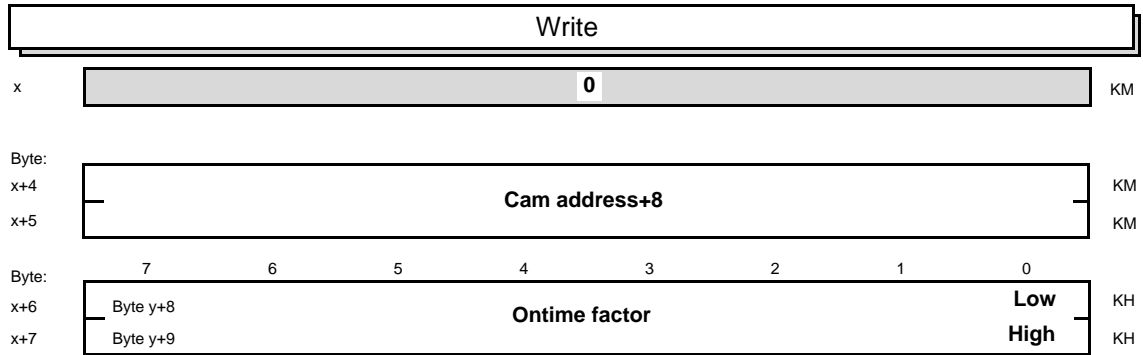 Write
x 0 KM
Byte:
x+4 KM
Cam address+8
x+5 KM
Byte: 7 6 5 4 3 2 1 0
x+6 Byte y+8 Low KH
Ontime factor
x+7 Byte y+9 High KH